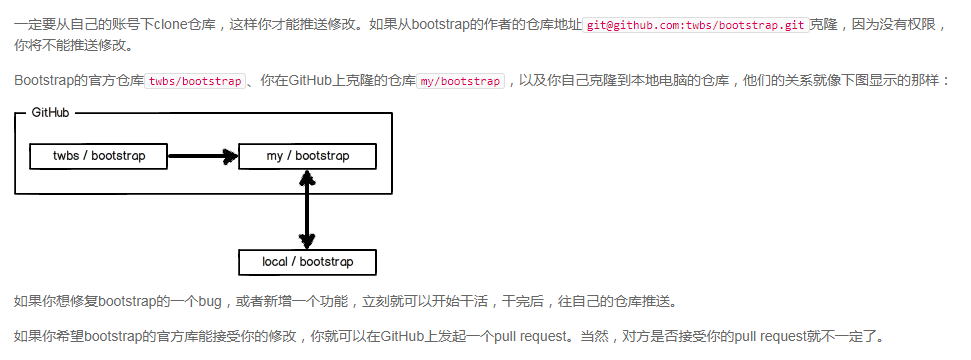 一定要从自己的账号下clone仓库，这样你才能推送修改。如果从bootstrap的作者的仓库地址git@github.com:twbs/bootstrap.git克隆，因为没有权限，
你将不能推送修改。
Bootstrap的官方仓库twbs/bootstrap、你在GitHub上克隆的仓库my/bootstrap，以及你自己克隆到本地电脑的仓库，他们的关系就像下图显示的那样：
GitHub
twbs / bootstrap
my / bootstrap
local / bootstrap
如果你想修复bootstrap的一个bug，或者新增一个功能，立刻就可以开始干活，干完后，往自己的仓库推送。
如果你希望bootstrap的官方库能接受你的修改，你就可以在GitHub上发起一个pull request。当然，对方是否接受你的pull request就不一定了。